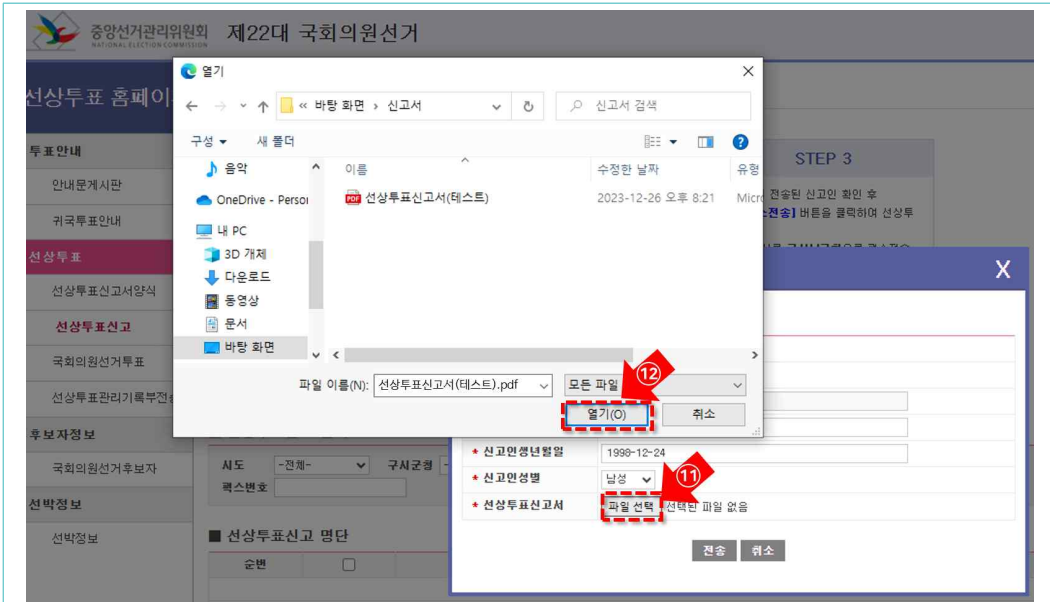 중앙선거관리위원회 제22대 국회의원선거
NATIONAL ELECTION COMMISSION
선상투표 홈페이
투표안내
안내문게시판
귀국투표안내
선상투표
선상투표신고서양식
선상투표신고
국회의원선거투표
선상투표관리기록부전
후보자정보
국회의원선거후보자
선박정보
선박정보
열기
« 바탕 화면 › 신고서
신고서 검색
구성 새 폴더
음악
OneDrive - Person
내 PC
3D 개체
다운로드
동영상
문서
바탕 화면
이름 수정한 날짜 유형
PDF 선상투표신고서(테스트) 2023-12-26 오후 8:21 Micr
파일 이름(N): 선상투표신고서(테스트).pdf 모든 파일
⑫
열기(O) 취소
STEP 3
전송된 신고인 확인 후
전송] 버튼을 클릭하여 선상투
X
* 신고인생년월일 1998-12-24
* 신고인성별 남성
⑪
* 선상투표신고서 파일 선택 선택된 파일 없음
전송 취소
시도 -전체- 구시군청
팩스번호
■ 선상투표신고 명단
순번